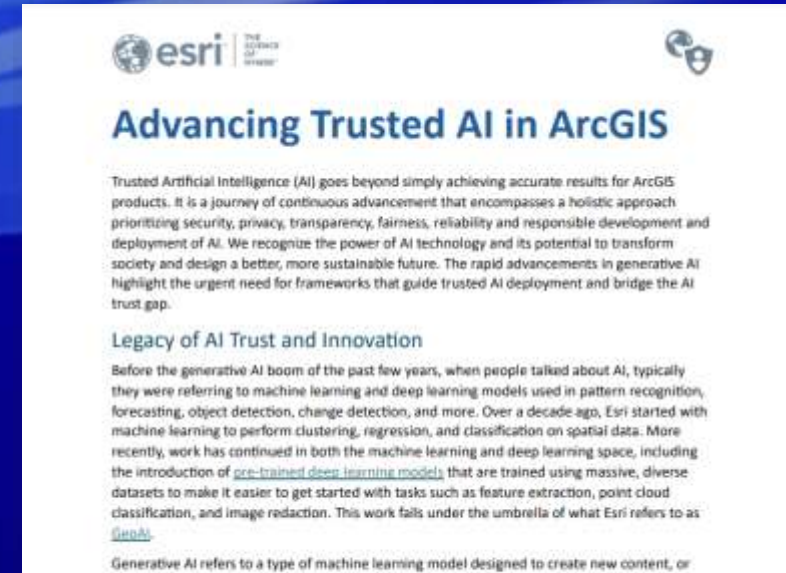 esri THE SCIENCE OF WHERE
Advancing Trusted AI in ArcGIS
Trusted Artificial Intelligence (AI) goes beyond simply achieving accurate results for ArcGIS
products. It is a journey of continuous advancement that encompasses a holistic approach
prioritizing security, privacy, transparency, fairness, reliability and responsible development and
deployment of AI. We recognize the power of AI technology and its potential to transform
society and design a better, more sustainable future. The rapid advancements in generative AI
highlight the urgent need for frameworks that guide trusted AI deployment and bridge the AI
trust gap.
Legacy of AI Trust and Innovation
Before the generative AI boom of the past few years, when people talked about AI, typically
they were referring to machine learning and deep learning models used in pattern recognition,
forecasting, object detection, change detection, and more. Over a decade ago, Esri started with
machine learning to perform clustering, regression, and classification on spatial data. More
recently, work has continued in both the machine learning and deep learning space, including
the introduction of pre-trained deep learning models that are trained using massive, diverse
datasets to make it easier to get started with tasks such as feature extraction, point cloud
classification, and image redaction. This work falls under the umbrella of what Esri refers to as
GeoAI.
Generative AI refers to a type of machine learning model designed to create new content, or